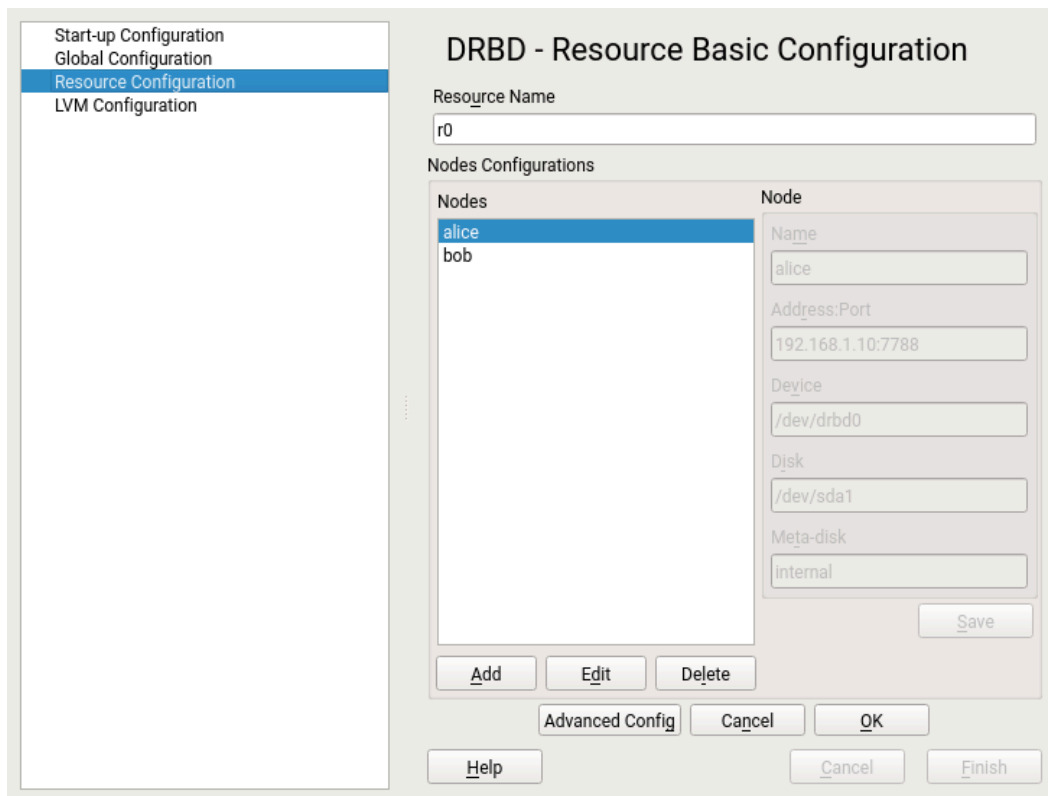 Start-up Configuration
Global Configuration
Resource Configuration
LVM Configuration
DRBD - Resource Basic Configuration
Resource Name
r0
Nodes Configurations
Nodes
alice
bob
Node
Name
alice
Address:Port
192.168.1.10:7788
Device
/dev/drbd0
Disk
/dev/sda1
Meta-disk
internal
Save
Add Edit Delete
Advanced Config Cancel OK
Help Cancel Finish